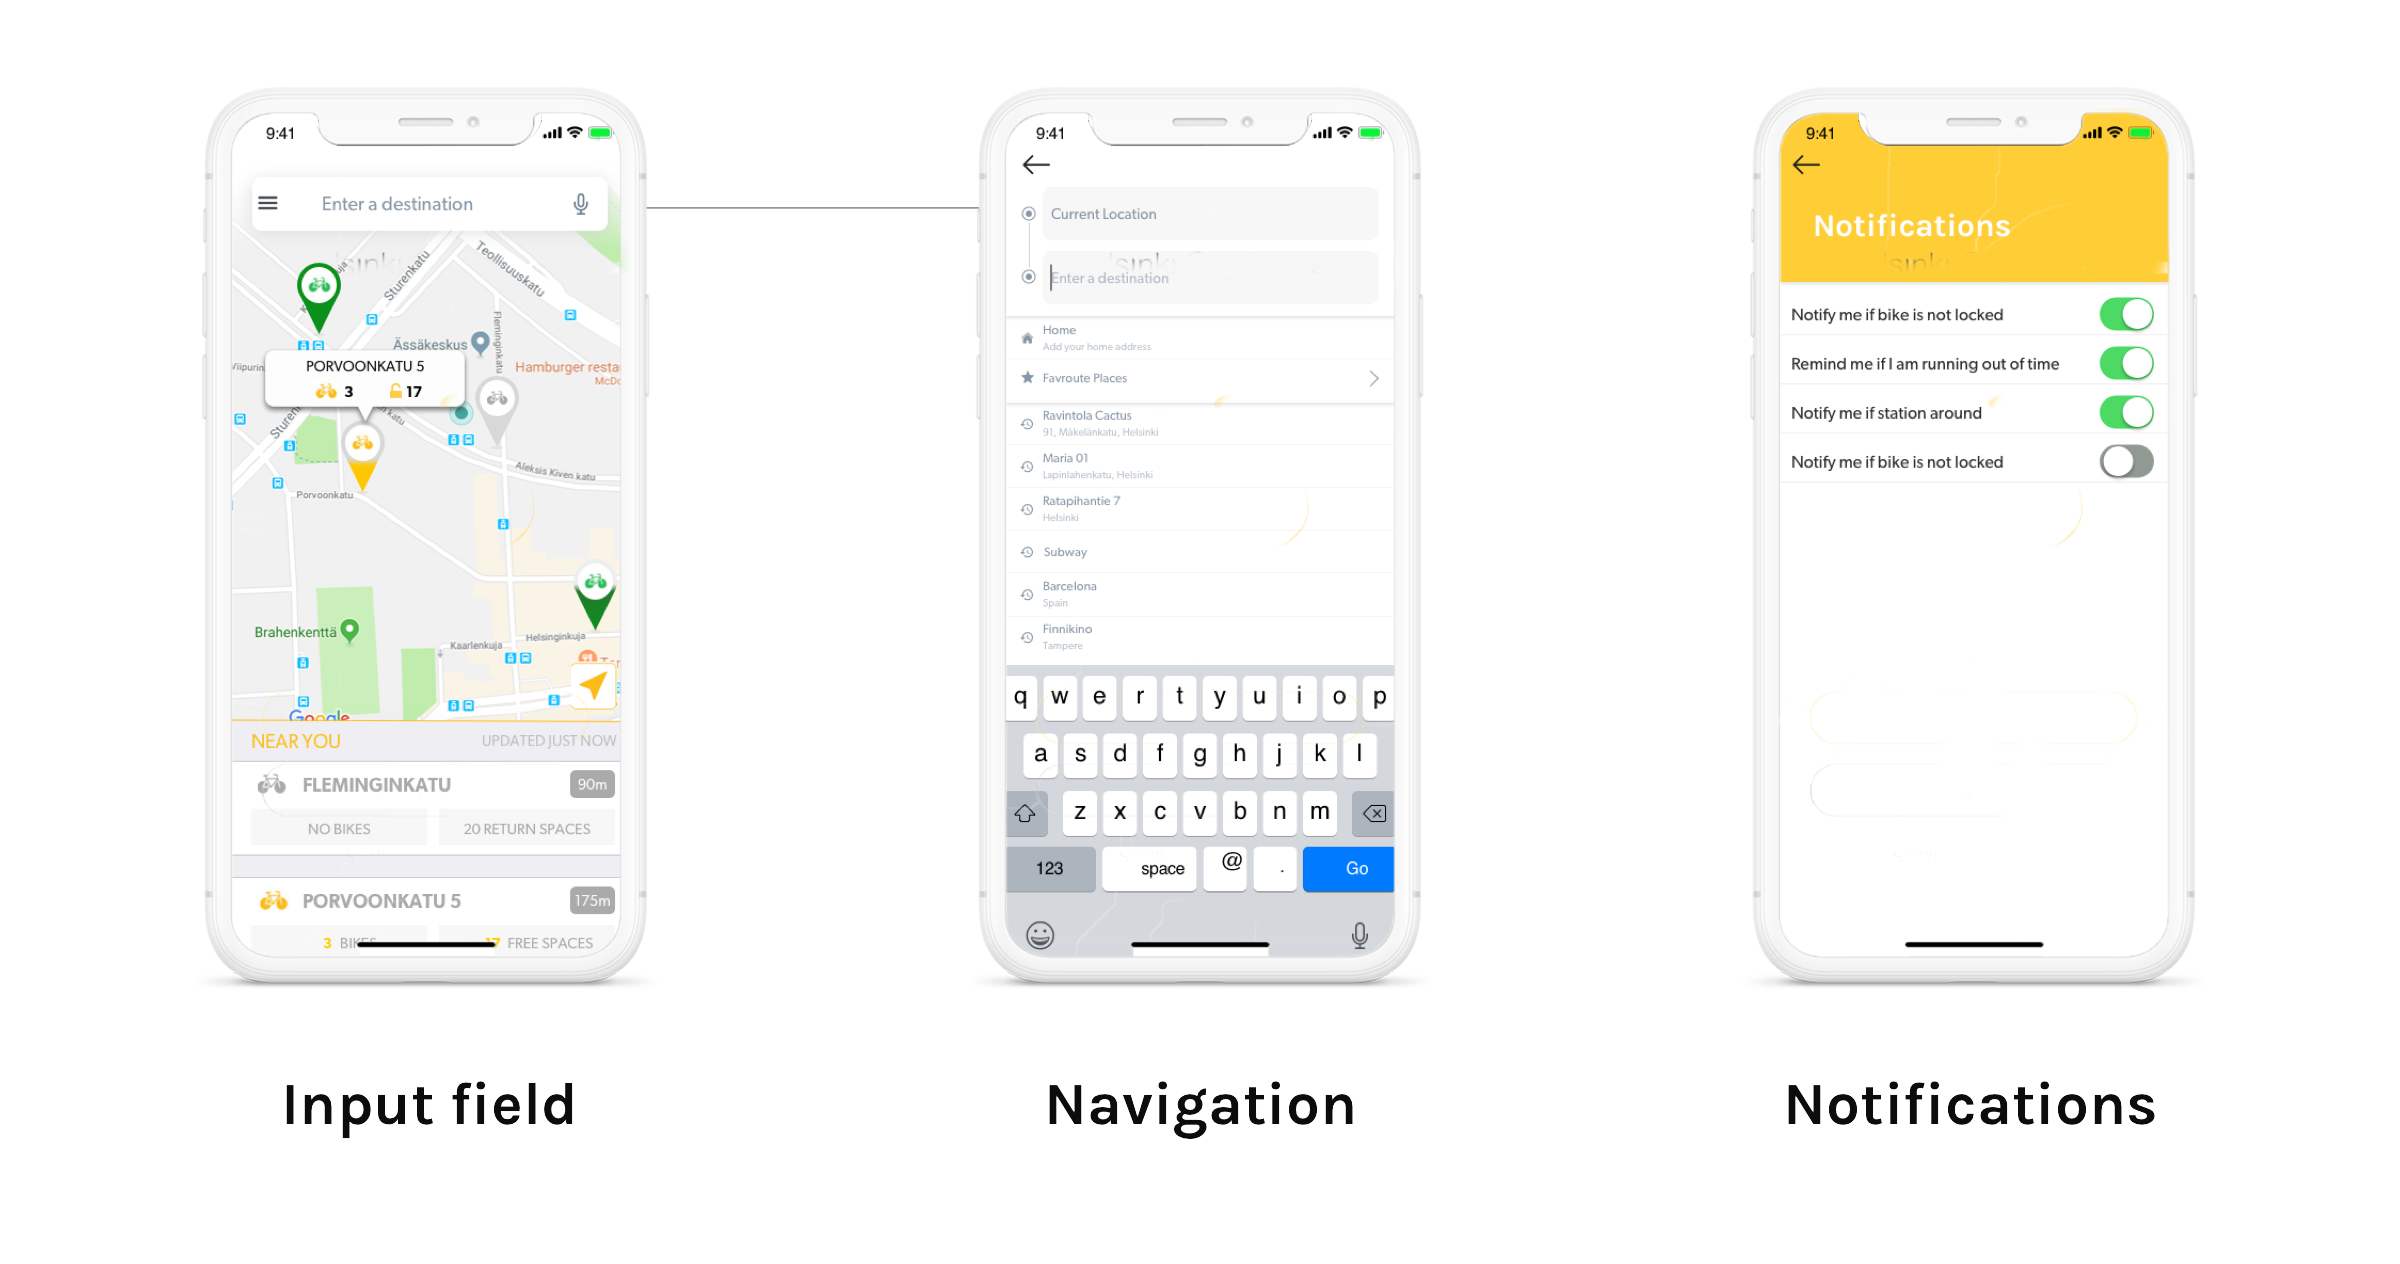 9:41
Enter a destination
Sturenkatu
Teollisuuskatu
Fleminginkatu
Ässäkeskus
Hamburger resta
McDo
PORVOONKATU 5
3 17
katu
Aleksis Kiven katu
Porvoonkatu
Brahenkenttä
Kaarlenkuja
Helsinginkuja
Google
NEAR YOU UPDATED JUST NOW
FLEMINGINKATU 90m
NO BIKES 20 RETURN SPACES
PORVOONKATU 5 175m
3 BIKES 17 FREE SPACES
Input field
9:41
Current Location
Enter a destination
Home
Add your home address
Favroute Places
Ravintola Cactus
91, Mäkelänkatu, Helsinki
Maria 01
Lapinlahenkatu, Helsinki
Ratapihantie 7
Helsinki
Subway
Barcelona
Spain
Finnikino
Tampere
q w e r t y u i o p
a s d f g h j k l
z x c v b n m
123 space @ . Go
Navigation
9:41
Notifications
Notify me if bike is not locked
Remind me if I am running out of time
Notify me if station around
Notify me if bike is not locked
Notifications